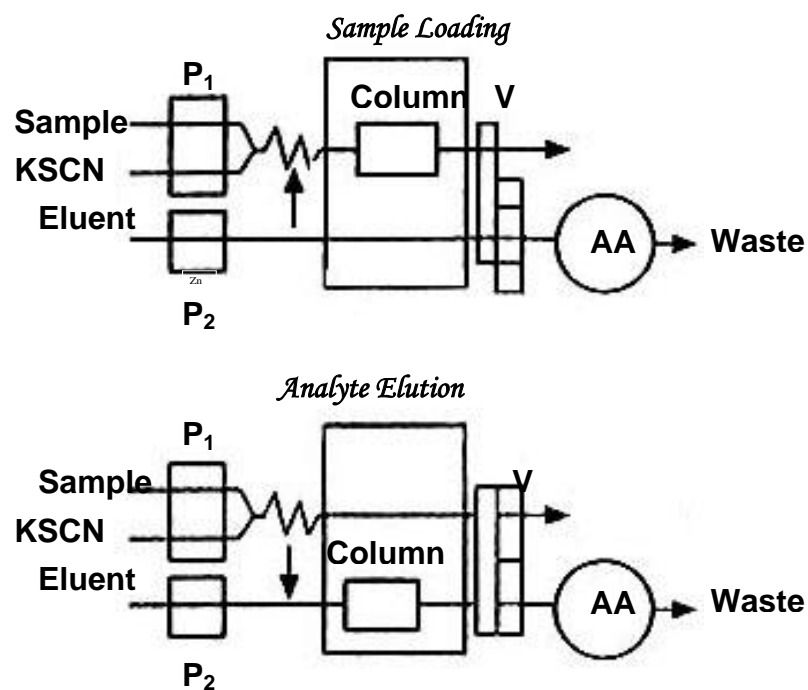 Sample Loading
P₁
Column V
Sample
KSCN
Eluent
AA
Waste
Zn
P₂
Analyte Elution
P₁
V
Sample
KSCN
Column
Eluent
AA
Waste
P₂